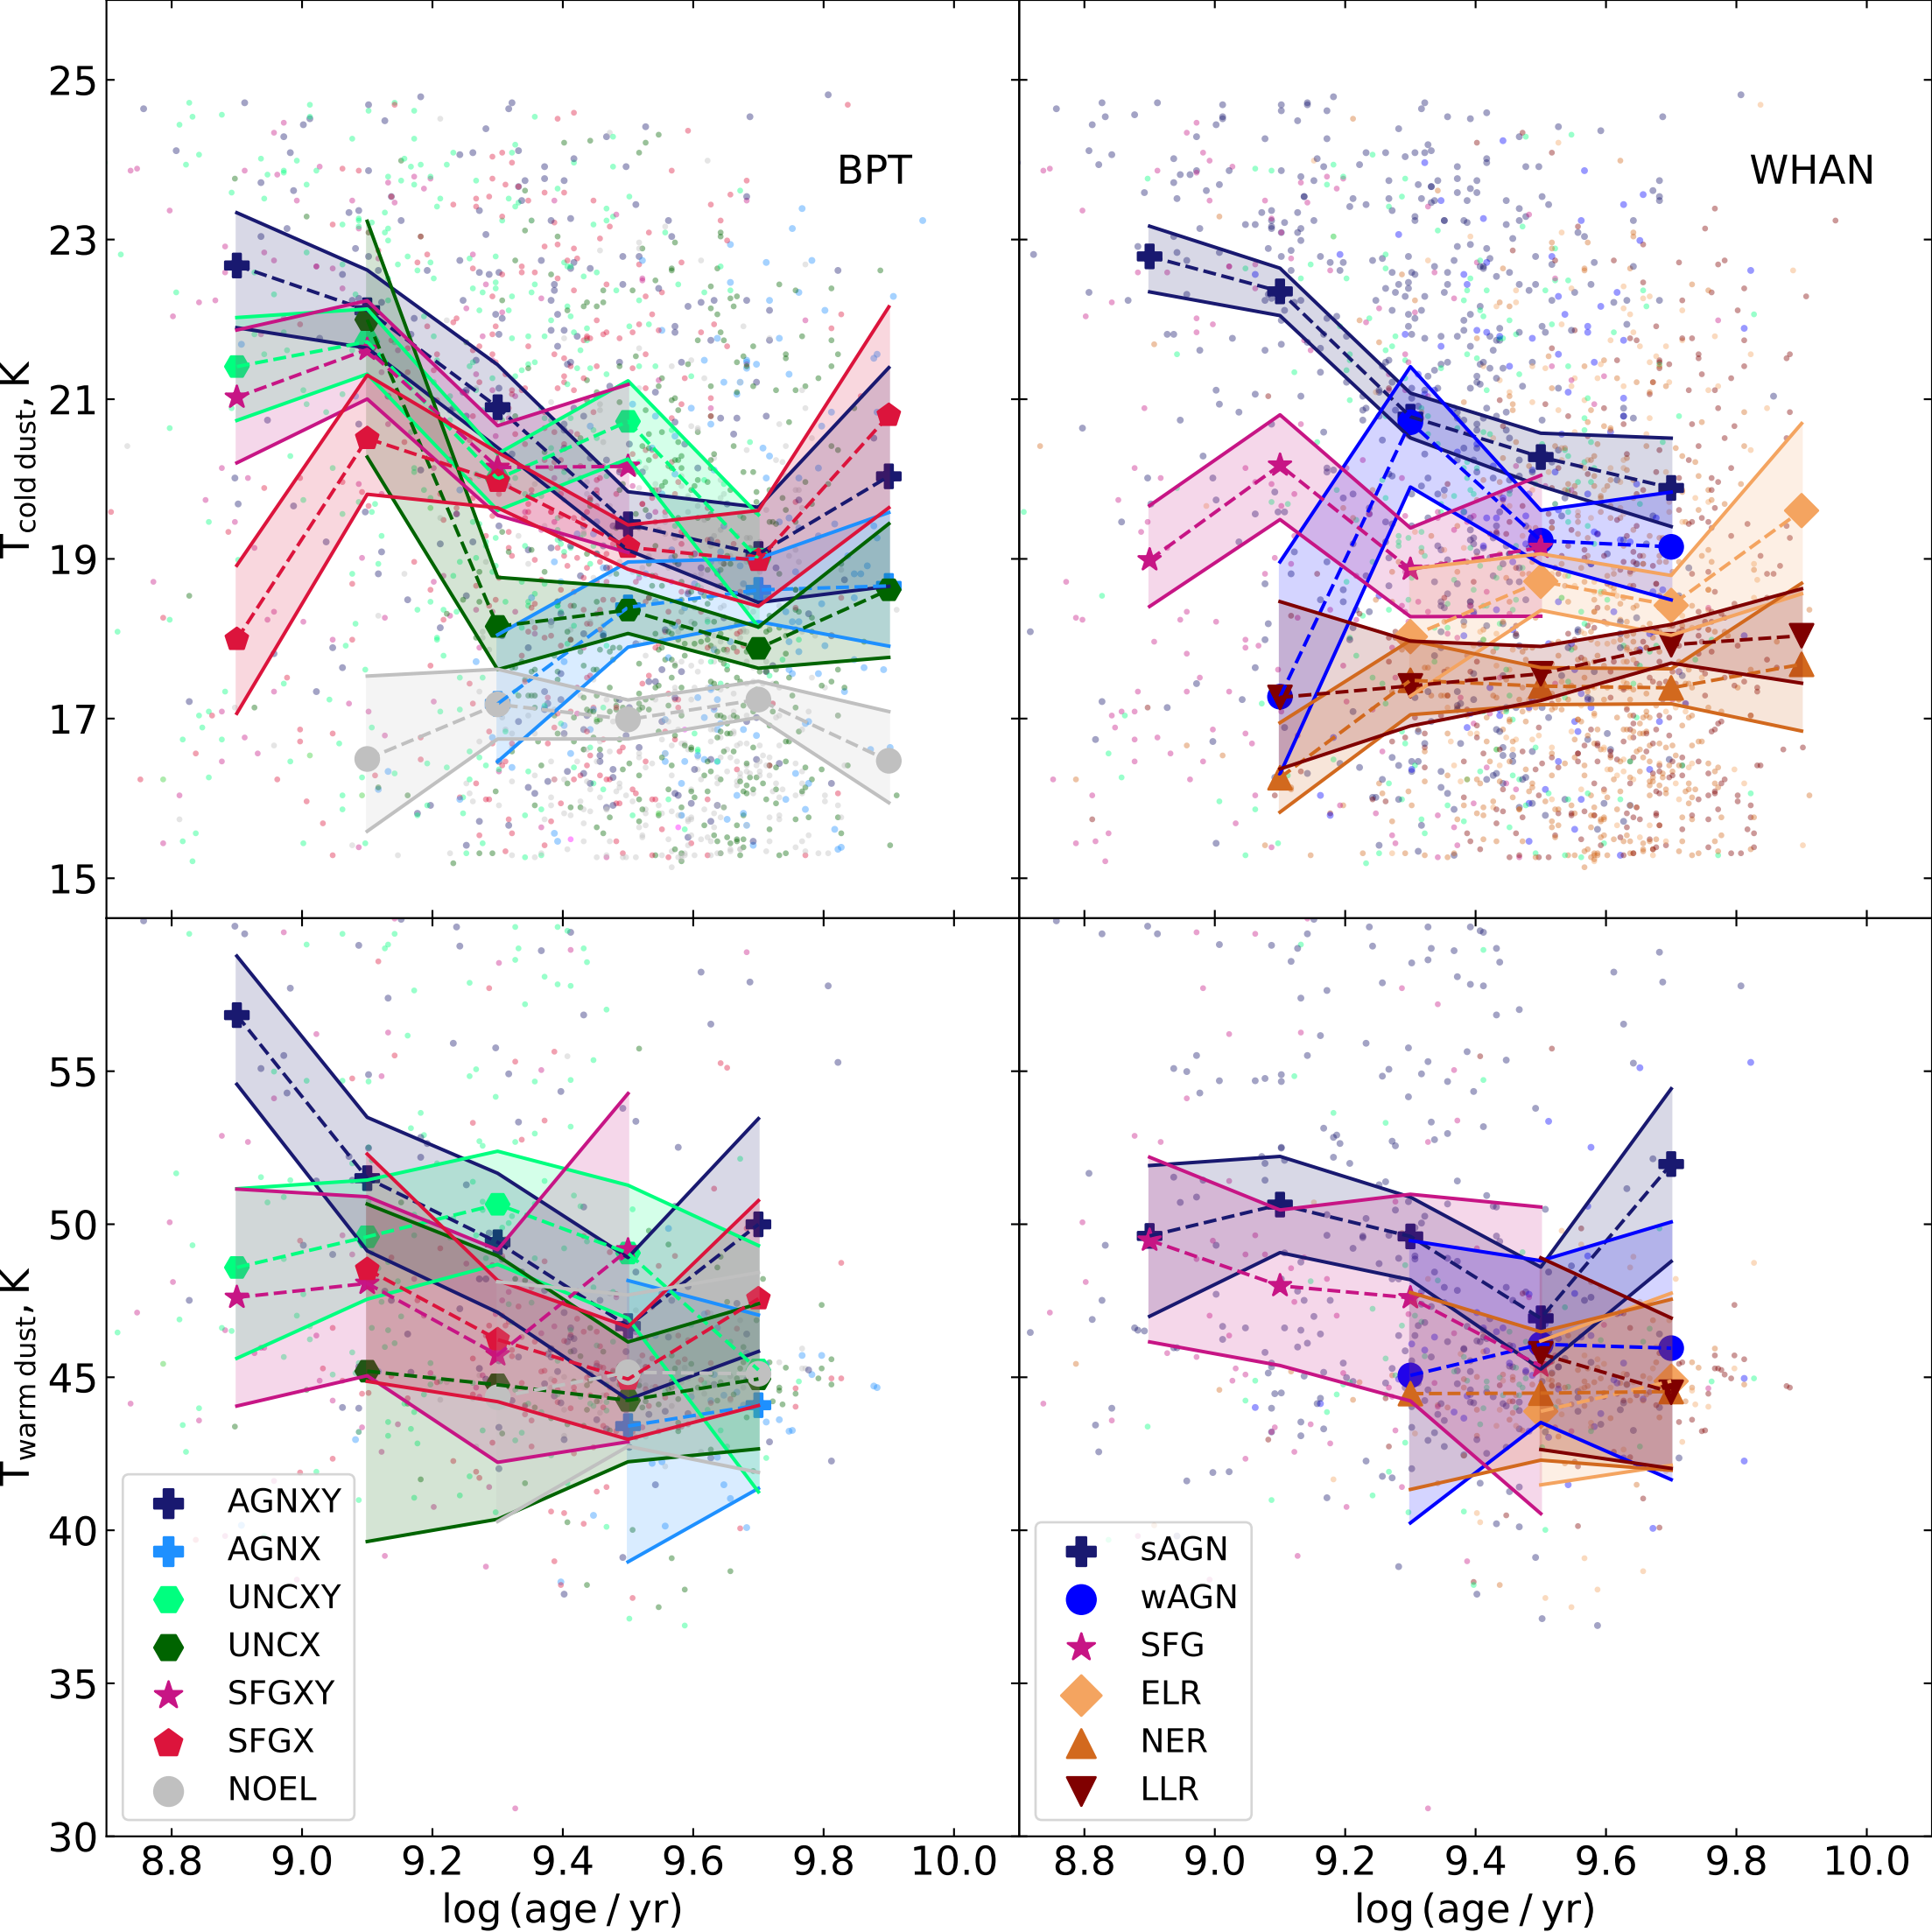 BPT
WHAN
T cold dust, K
25
23
21
19
17
15
T warm dust, K
55
50
45
40
35
30
AGNXY
AGNX
UNCXY
UNCX
SFGXY
SFGX
NOEL
sAGN
wAGN
SFG
ELR
NER
LLR
8.8 9.0 9.2 9.4 9.6 9.8 10.0
8.8 9.0 9.2 9.4 9.6 9.8 10.0
log (age / yr)
log (age / yr)